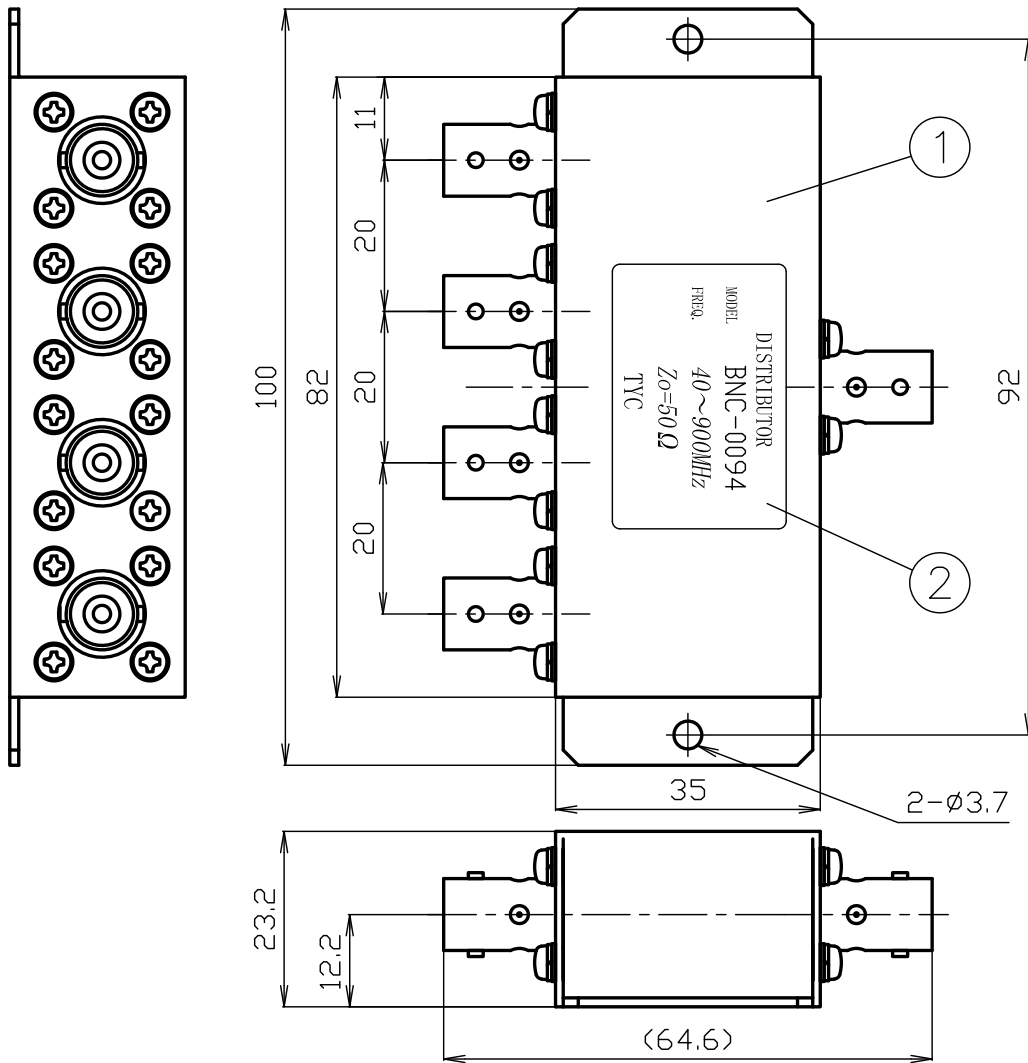 11
1
20
20
20
100
82
92
DISTRIBUTOR
MODEL BNC-0094
FREQ. 40~900MHz
Zo=50Ω
TYC
2
35
2-ø3.7
23.2
12.2
(64.6)